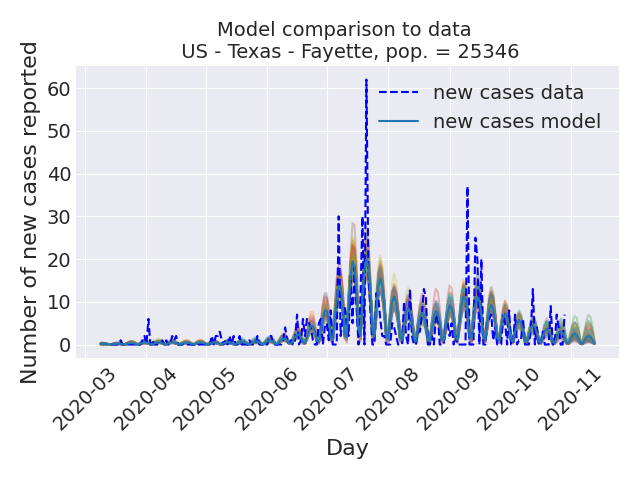 Model comparison to data
US - Texas - Fayette, pop. = 25346
Number of new cases reported
60
50
40
30
20
10
0
new cases data
new cases model
2020-03
2020-04
2020-05
2020-06
2020-07
2020-08
2020-09
2020-10
2020-11
Day